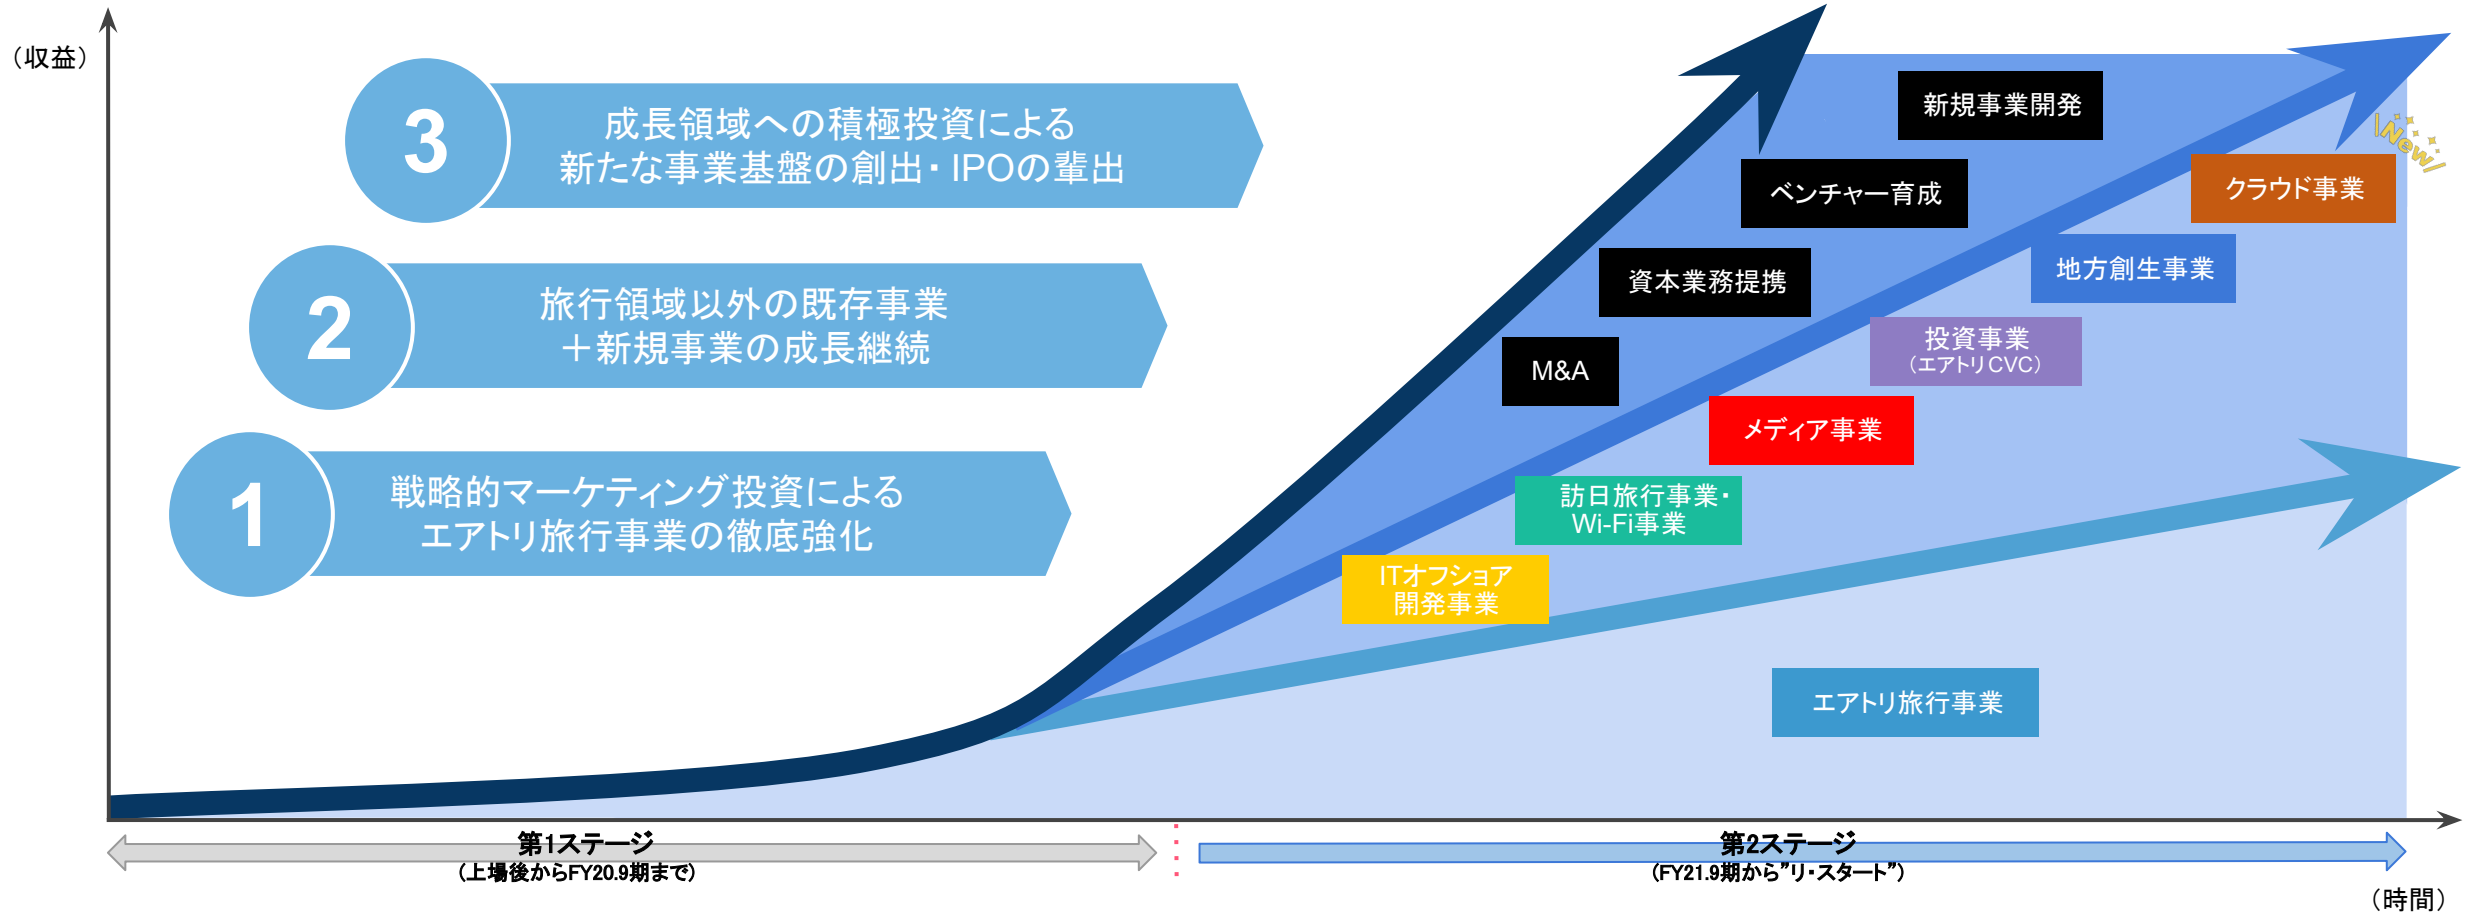 （収益）
3
成長領域への積極投資による
新たな事業基盤の創出・IPOの輩出
2
旅行領域以外の既存事業
＋新規事業の成長継続
1
戦略的マーケティング投資による
エアトリ旅行事業の徹底強化
新規事業開発
ベンチャー育成
資本業務提携
M&A
New
クラウド事業
地方創生事業
投資事業
（エアトリCVC）
メディア事業
訪日旅行事業・
Wi-Fi事業
ITオフショア
開発事業
エアトリ旅行事業
第1ステージ
（上場後からFY20.9期まで）
第2ステージ
（FY21.9期から”リ・スタート”）
（時間）